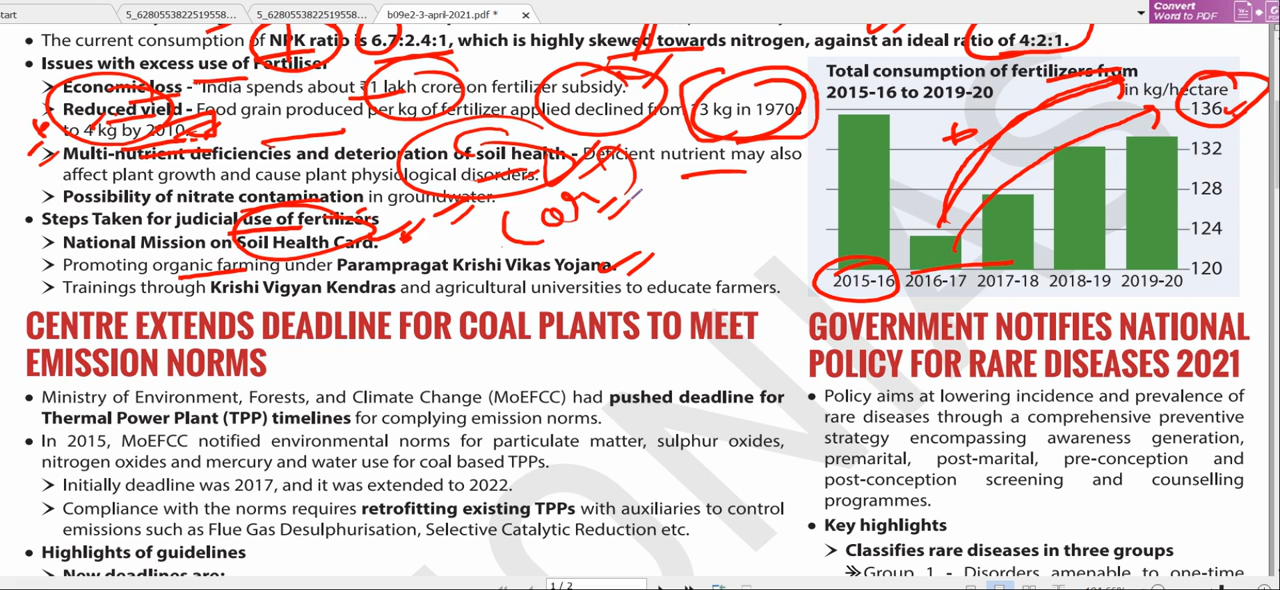 start
5_6280553822519558...
5_6280553822519558...
b09e2-3-april-2021.pdf *
Convert
Word to PDF
• The current consumption of NPK ratio is 6.7:2.4:1, which is highly skewed towards nitrogen, against an ideal ratio of 4:2:1.
• Issues with excess use of Fertiliser
➤ Economic loss - India spends about ₹1 lakh crore on fertilizer subsidy.
➤ Reduced yield - Food grain produced per kg of fertilizer applied declined from 13 kg in 1970s
to 4 kg by 2010.
➤ Multi-nutrient deficiencies and deterioration of soil health - Deficient nutrient may also
affect plant growth and cause plant physiological disorders.
➤ Possibility of nitrate contamination in groundwater.
• Steps Taken for judicial use of fertilizers
➤ National Mission on Soil Health Card.
➤ Promoting organic farming under Parampragat Krishi Vikas Yojana.
➤ Trainings through Krishi Vigyan Kendras and agricultural universities to educate farmers.
Total consumption of fertilizers from
2015-16 to 2019-20
in kg/hectare
136
132
128
124
120
2015-16 2016-17 2017-18 2018-19 2019-20
CENTRE EXTENDS DEADLINE FOR COAL PLANTS TO MEET
EMISSION NORMS
• Ministry of Environment, Forests, and Climate Change (MoEFCC) had pushed deadline for
Thermal Power Plant (TPP) timelines for complying emission norms.
• In 2015, MoEFCC notified environmental norms for particulate matter, sulphur oxides,
nitrogen oxides and mercury and water use for coal based TPPs.
➤ Initially deadline was 2017, and it was extended to 2022.
➤ Compliance with the norms requires retrofitting existing TPPs with auxiliaries to control
emissions such as Flue Gas Desulphurisation, Selective Catalytic Reduction etc.
• Highlights of guidelines
➤ New deadlines are:
GOVERNMENT NOTIFIES NATIONAL
POLICY FOR RARE DISEASES 2021
• Policy aims at lowering incidence and prevalence of
rare diseases through a comprehensive preventive
strategy encompassing awareness generation,
premarital, post-marital, pre-conception and
post-conception screening and counselling
programmes.
• Key highlights
➤ Classifies rare diseases in three groups
Group 1 - Disorders amenable to one-time
1 / 2